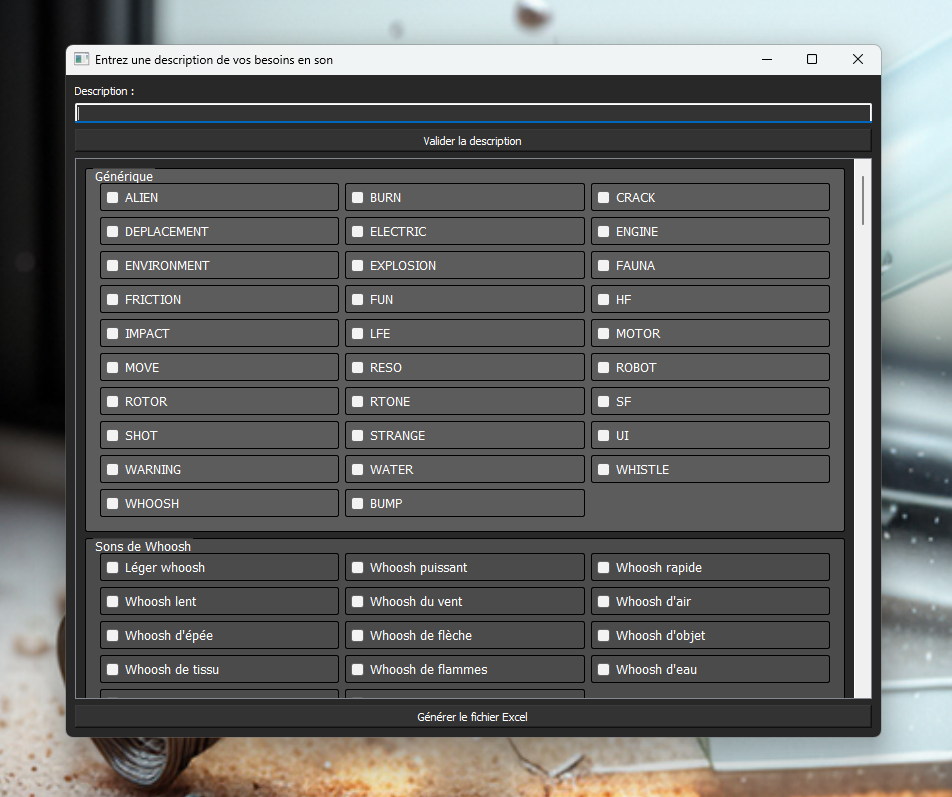 Entrez une description de vos besoins en son
Description :
Valider la description
Générique
ALIEN BURN CRACK
DEPLACEMENT ELECTRIC ENGINE
ENVIRONMENT EXPLOSION FAUNA
FRICTION FUN HF
IMPACT LFE MOTOR
MOVE RESO ROBOT
ROTOR RTONE SF
SHOT STRANGE UI
WARNING WATER WHISTLE
WHOOSH BUMP
Sons de Whoosh
Léger whoosh Whoosh puissant Whoosh rapide
Whoosh lent Whoosh du vent Whoosh d'air
Whoosh d'épée Whoosh de flèche Whoosh d'objet
Whoosh de tissu Whoosh de flammes Whoosh d'eau
Générer le fichier Excel